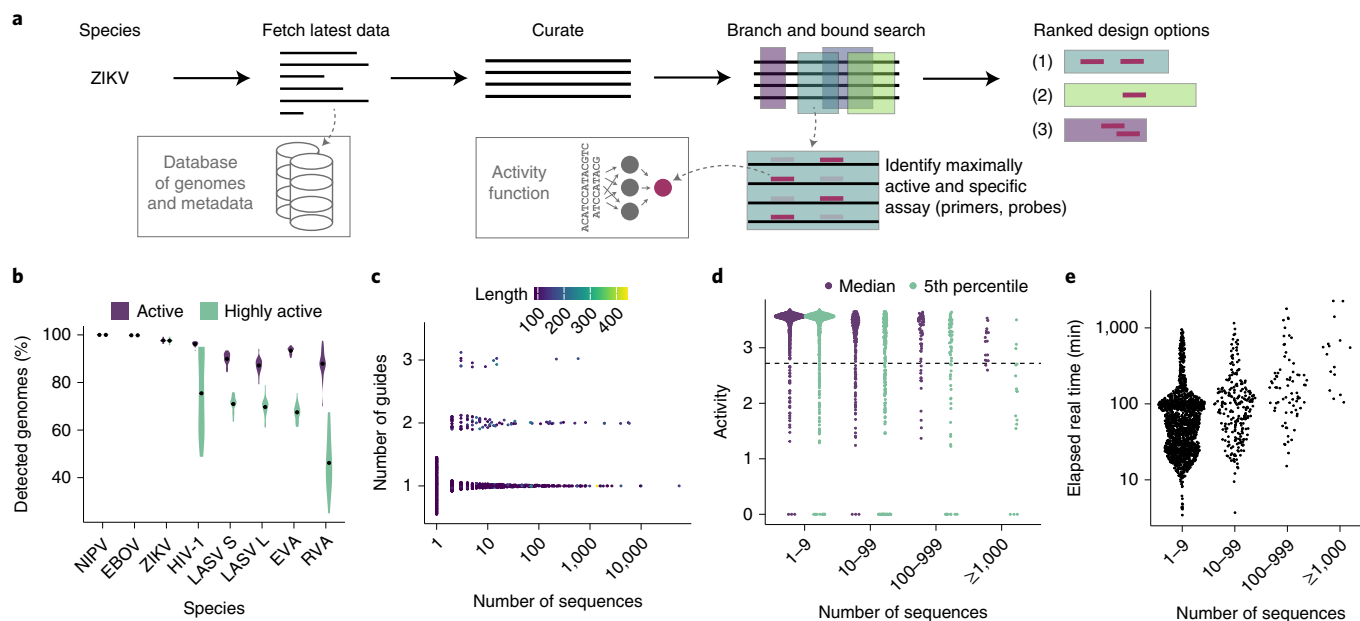 a
Species
Fetch latest data
Curate
Branch and bound search
Ranked design options
ZIKV
(1)
(2)
(3)
Database
of genomes
and metadata
Activity
function
ACATCCATACGTC
ATCCATACG
Identify maximally
active and specific
assay (primers, probes)
b
Active
Highly active
Detected genomes (%)
100
80
60
40
NIPV
EBOV
ZIKV
HIV-1
LASV S
LASV L
EVA
RVA
Species
c
Length
100
200
300
400
Number of guides
3
2
1
1
10
100
1,000
10,000
Number of sequences
d
Median
5th percentile
Activity
3
2
1
0
1–9
10–99
100–999
≥1,000
Number of sequences
e
Elapsed real time (min)
1,000
100
10
1–9
10–99
100–999
≥1,000
Number of sequences